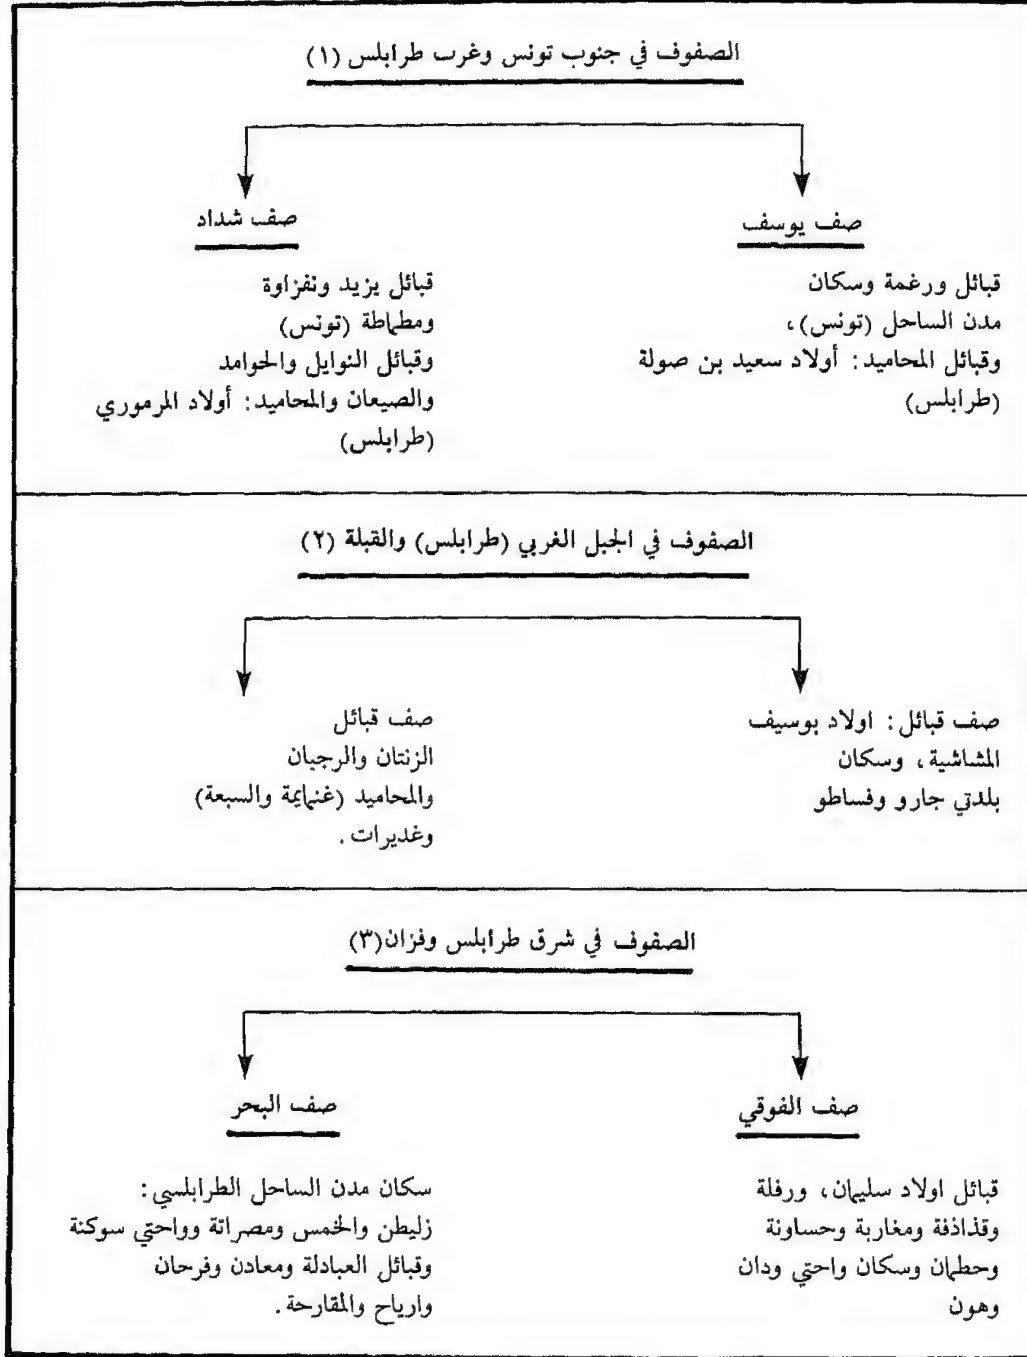 الصفوف في جنوب تونس وغرب طرابلس (١)
صف يوسف
قبائل ورغمة وسكان
مدن الساحل (تونس)،
وقبائل المحاميد: أولاد سعيد بن صولة
(طرابلس)
صف شداد
قبائل يزيد ونفزاوة
ومطماطة (تونس)
وقبائل النوايل والحوامد
والصيعان والمحاميد: أولاد المرموري
(طرابلس)
الصفوف في الجبل الغربي (طرابلس) والقبلة (٢)
صف قبائل: اولاد بوسيف
المشاشية، وسكان
بلدتي جارو وفساطو
صف قبائل
الزنتان والرجبان
والمحاميد (غنايمة والسبعة)
وغديرات.
الصفوف في شرق طرابلس وفزان (٣)
صف الفوقي
قبائل اولاد سليمان، ورفلة
وقذاذفة ومغاربة وحساونة
وحطمان وسكان واحتي ودان
وهون
صف البحر
سكان مدن الساحل الطرابلسي:
زليطن والخمس ومصراتة وواحتي سوكنة
وقبائل العبادلة ومعادن وفرحان
وارياح والمقارحة.